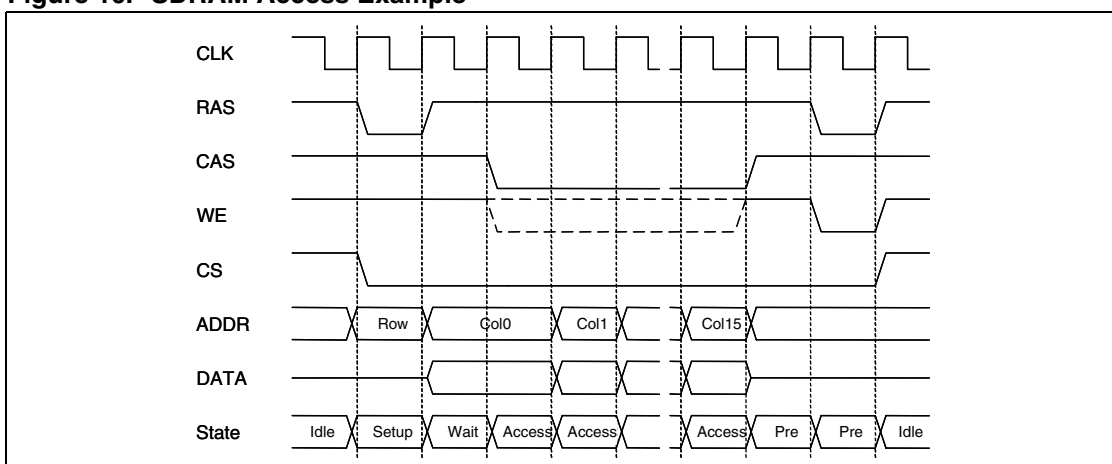 Figure 16. SDRAM Access Example
CLK
RAS
CAS
WE
CS
ADDR Row Col0 Col1 Col15
DATA
State Idle Setup Wait Access Access Access Pre Pre Idle